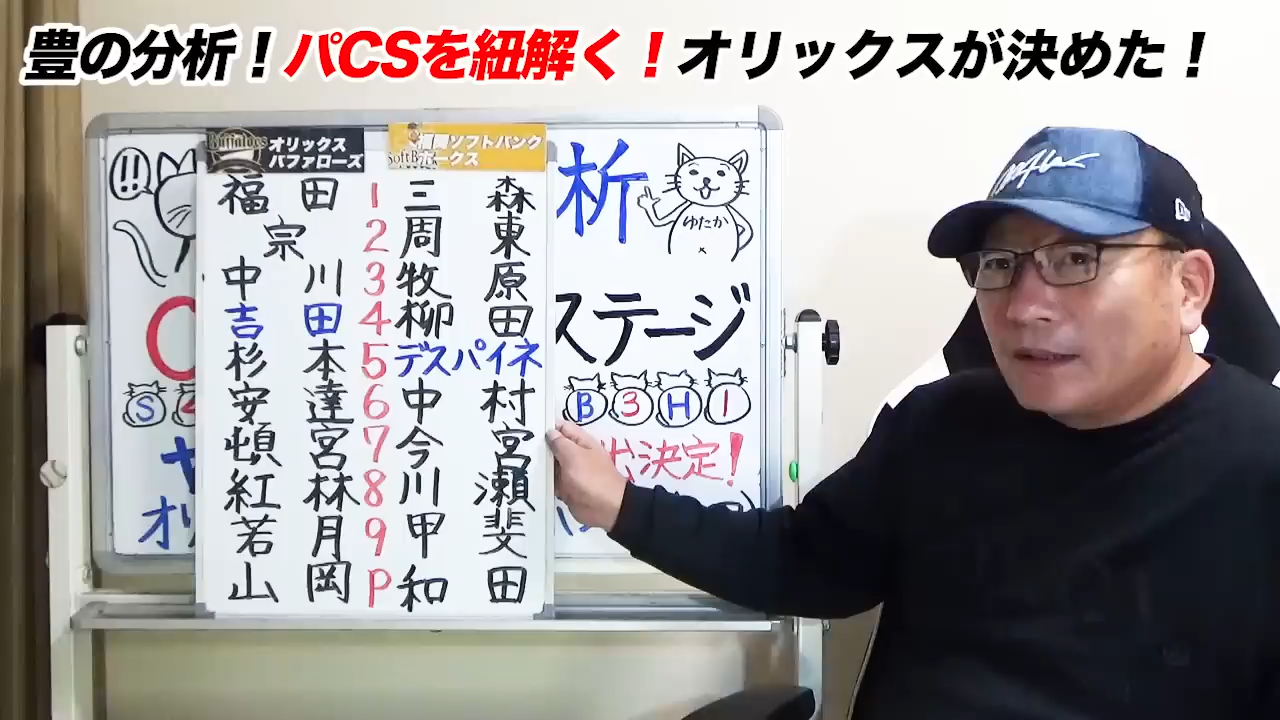 豊の分析！パCSを紐解く！オリックスが決めた！
Buffaloes オリックス バファローズ
SoftBank 福岡ソフトバンク ホークス
福田 1 三森
宗 2 周東
中川 3 牧原
吉田 4 柳田
杉本 5 デスパイネ
安達 6 中村
頓宮 7 今宮
紅林 8 川瀬
若月 9 甲斐
山岡 P 和田
!!
析
ゆたか
C
ステージ
S
B 3 H 1
出決定!
オリ